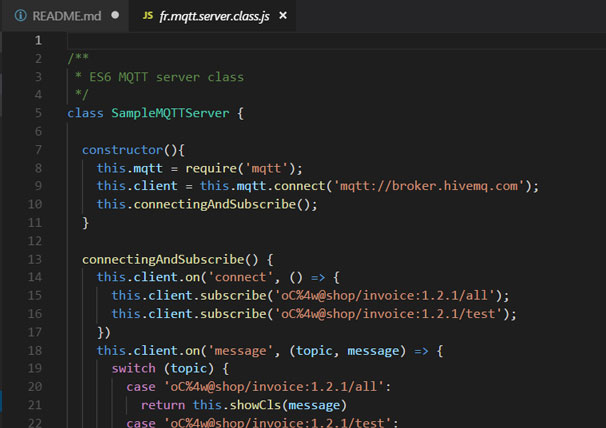 README.md ● JS fr.mqtt.server.class.js ×
1
2 /**
3 * ES6 MQTT server class
4 */
5 class SampleMQTTServer {
6
7 constructor(){
8 this.mqtt = require('mqtt');
9 this.client = this.mqtt.connect('mqtt://broker.hivemq.com');
10 this.connectingAndSubscribe();
11 }
12
13 connectingAndSubscribe() {
14 this.client.on('connect', () => {
15 this.client.subscribe('oC%4w@shop/invoice:1.2.1/all');
16 this.client.subscribe('oC%4w@shop/invoice:1.2.1/test');
17 })
18 this.client.on('message', (topic, message) => {
19 switch (topic) {
20 case 'oC%4w@shop/invoice:1.2.1/all':
21 return this.showCls(message)
22 case 'oC%4w@shop/invoice:1.2.1/test':